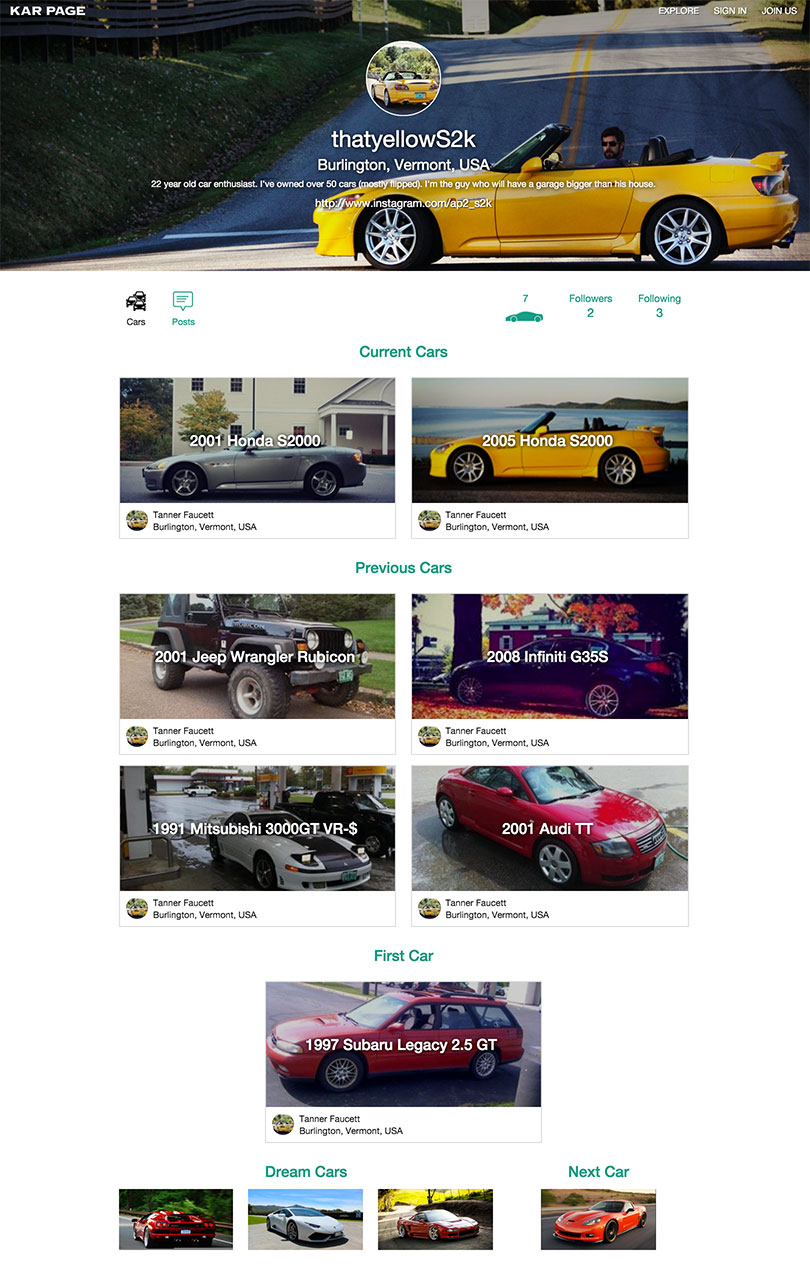 KAR PAGE
EXPLORE SIGN IN JOIN US
thatyellowS2k
Burlington, Vermont, USA
22 year old car enthusiast. I've owned over 50 cars (mostly flipped). I'm the guy who will have a garage bigger than his house.
http://www.instagram.com/ap2_s2k
7 Followers Following
2 3
Cars Posts
Current Cars
2001 Honda S2000 2005 Honda S2000
Tanner Faucett Tanner Faucett
Burlington, Vermont, USA Burlington, Vermont, USA
Previous Cars
2001 Jeep Wrangler Rubicon 2008 Infiniti G35S
Tanner Faucett Tanner Faucett
Burlington, Vermont, USA Burlington, Vermont, USA
1991 Mitsubishi 3000GT VR-$ 2001 Audi TT
Tanner Faucett Tanner Faucett
Burlington, Vermont, USA Burlington, Vermont, USA
First Car
1997 Subaru Legacy 2.5 GT
Tanner Faucett
Burlington, Vermont, USA
Dream Cars Next Car